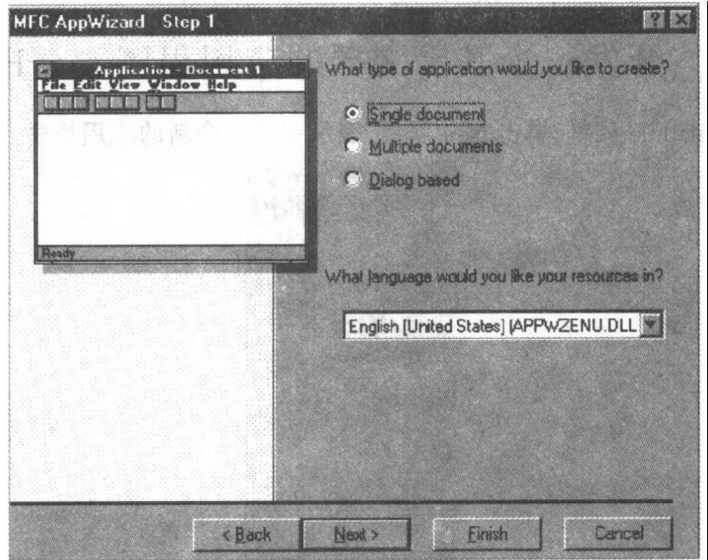 MFC AppWizard Step 1
Application - Document 1
File Edit View Window Help
Ready
What type of application would you like to create?
Single document
Multiple documents
Dialog based
What language would you like your resources in?
English [United States] (APPWZENU.DLL
< Back
Next >
Finish
Cancel